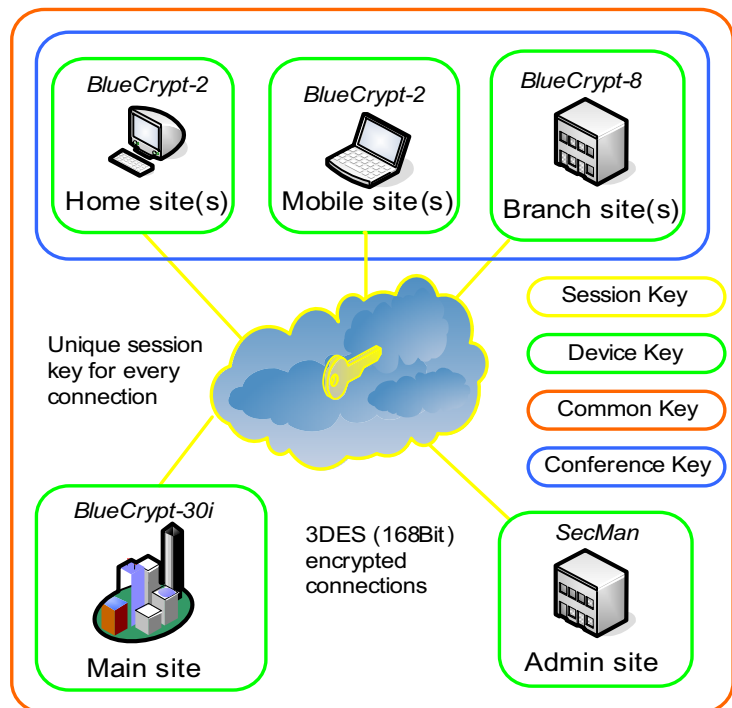 BlueCrypt-2
Home site(s)
BlueCrypt-2
Mobile site(s)
BlueCrypt-8
Branch site(s)
Session Key
Device Key
Common Key
Conference Key
Unique session
key for every
connection
BlueCrypt-30i
Main site
3DES (168Bit)
encrypted
connections
SecMan
Admin site